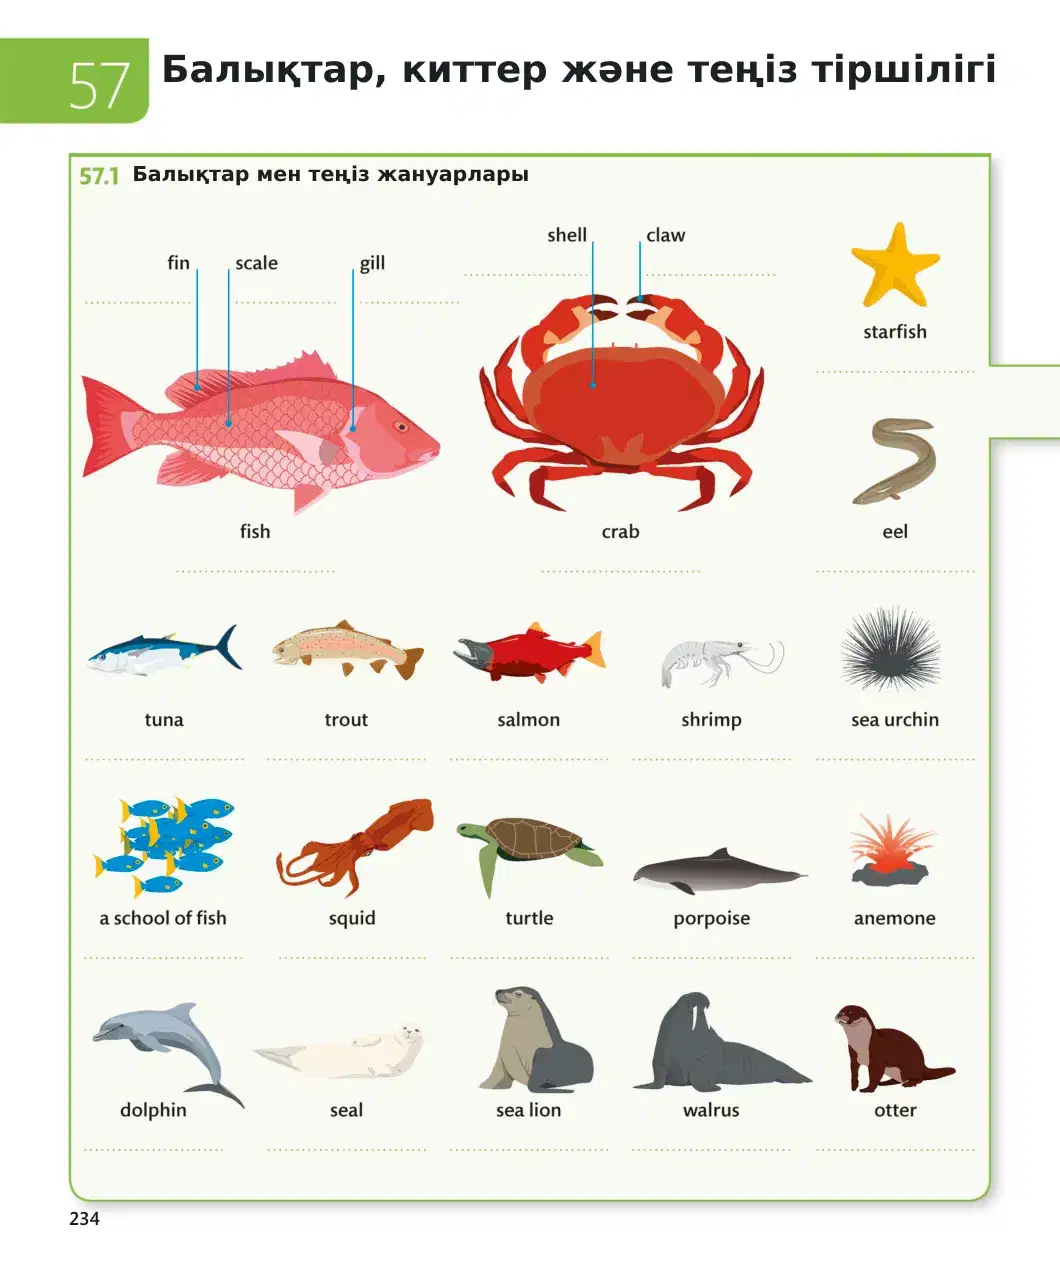 57
Балықтар, киттер және теңіз тіршілігі
57.1 Балықтар мен теңіз жануарлары
fin scale gill
shell claw
starfish
fish crab eel
tuna trout salmon shrimp sea urchin
a school of fish squid turtle porpoise anemone
dolphin seal sea lion walrus otter
234